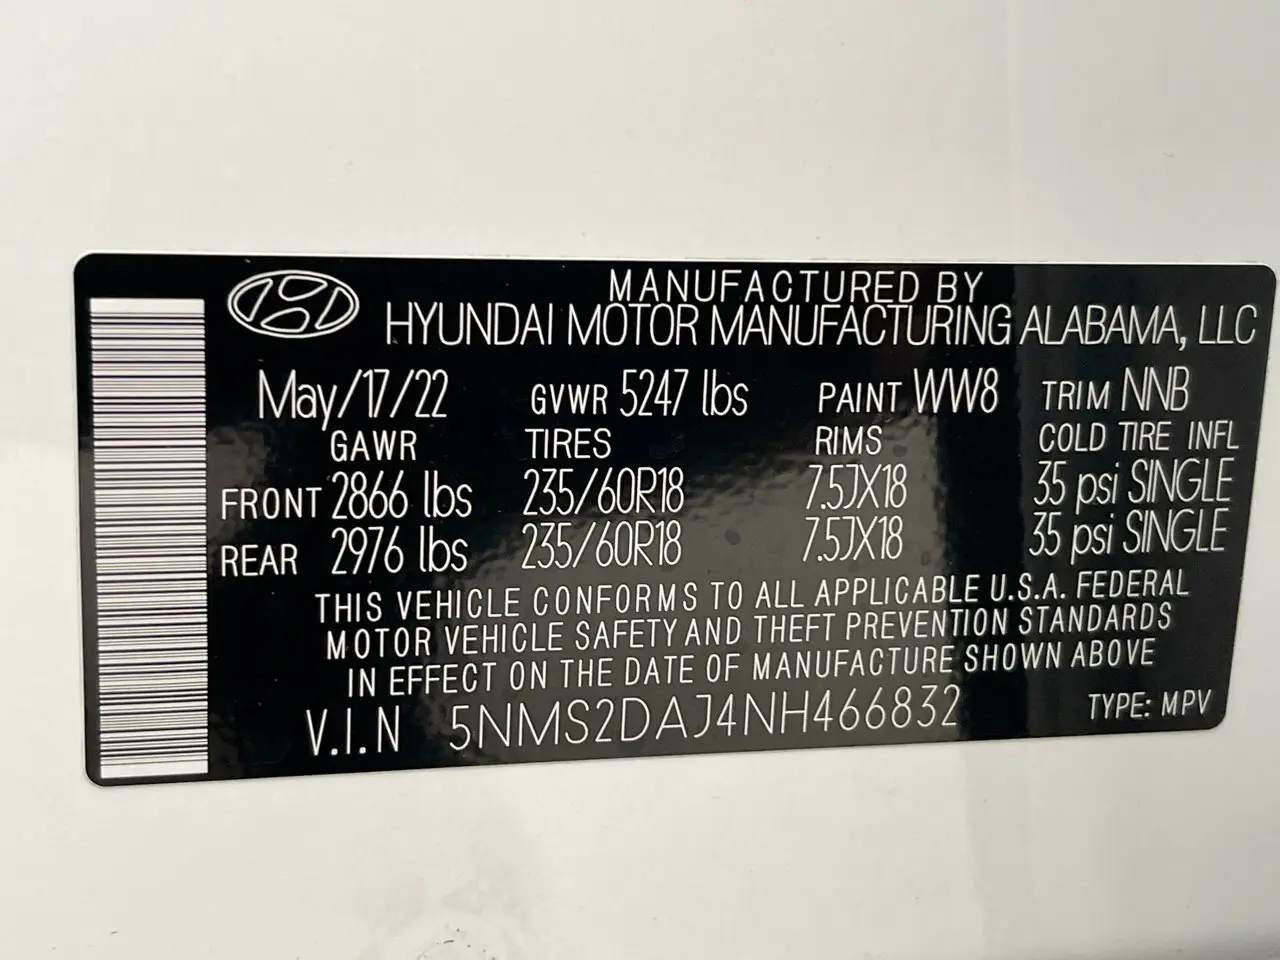 MANUFACTURED BY
HYUNDAI MOTOR MANUFACTURING ALABAMA, LLC
May/17/22 GVWR 5247 lbs PAINT WW8 TRIM NNB
GAWR TIRES RIMS COLD TIRE INFL
FRONT 2866 lbs 235/60R18 7.5JX18 35 psi SINGLE
REAR 2976 lbs 235/60R18 7.5JX18 35 psi SINGLE
THIS VEHICLE CONFORMS TO ALL APPLICABLE U.S.A. FEDERAL
MOTOR VEHICLE SAFETY AND THEFT PREVENTION STANDARDS
IN EFFECT ON THE DATE OF MANUFACTURE SHOWN ABOVE
V.I.N 5NMS2DAJ4NH466832 TYPE: MPV